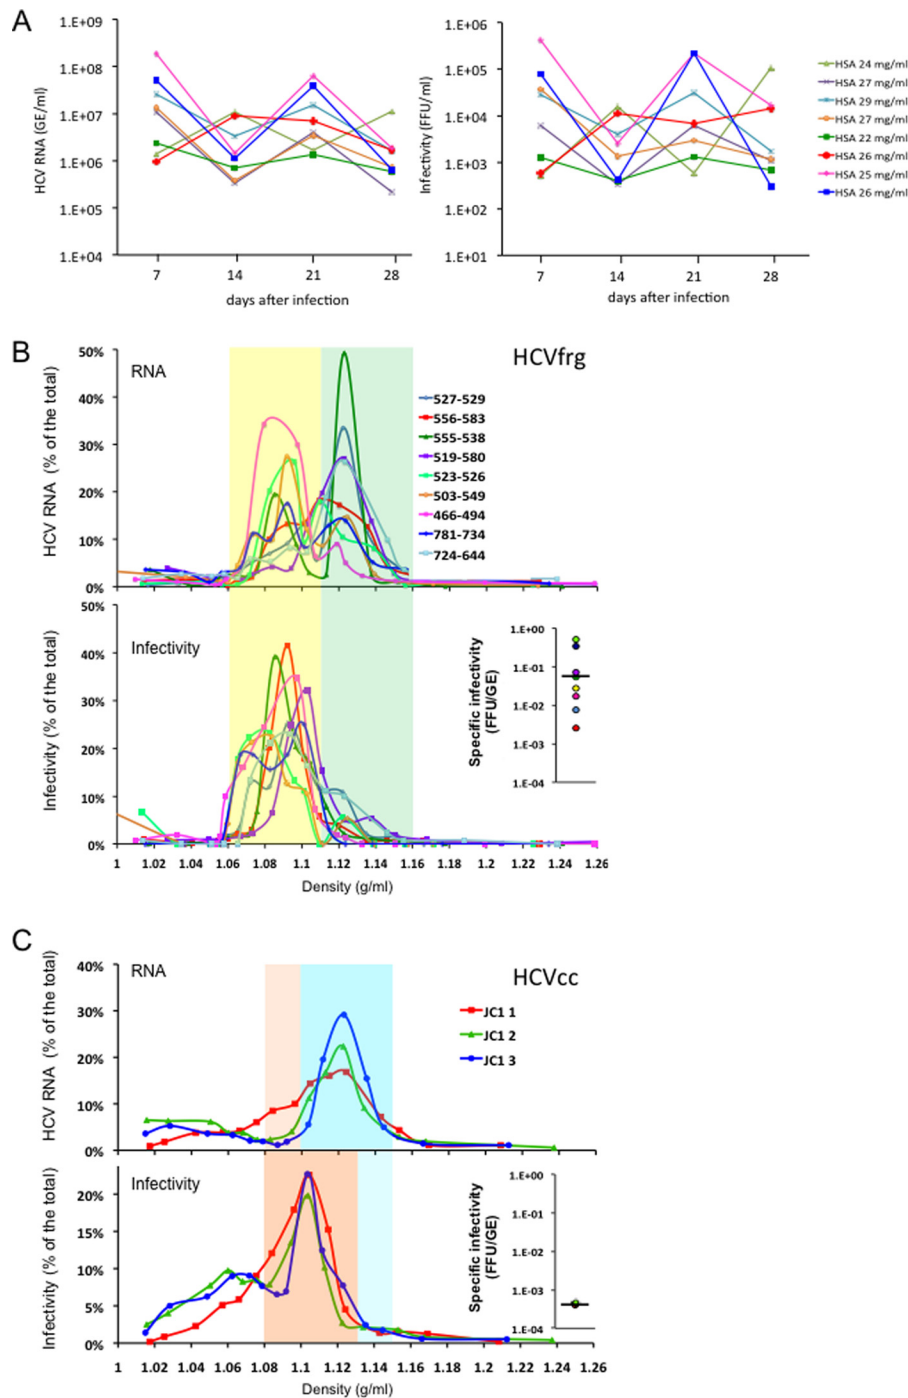 A
1.E+09
1.E+08
1.E+07
1.E+06
1.E+05
1.E+04
HCV RNA (GE/ml)
7 14 21 28
days after infection
1.E+06
1.E+05
1.E+04
1.E+03
1.E+02
1.E+01
Infectivity (FFU/ml)
7 14 21 28
days after infection
HSA 24 mg/ml
HSA 27 mg/ml
HSA 29 mg/ml
HSA 27 mg/ml
HSA 22 mg/ml
HSA 26 mg/ml
HSA 25 mg/ml
HSA 26 mg/ml
B
50%
40%
30%
20%
10%
0%
HCV RNA (% of the total)
RNA
HCVfrg
527-529
556-583
555-538
519-580
523-526
503-549
466-494
781-734
724-644
50%
40%
30%
20%
10%
0%
Infectivity (% of the total)
Infectivity
Specific infectivity
(FFU/GE)
1.E+00
1.E-01
1.E-02
1.E-03
1.E-04
1 1.02 1.04 1.06 1.08 1.1 1.12 1.14 1.16 1.18 1.2 1.22 1.24 1.26
Density (g/ml)
C
40%
30%
20%
10%
0%
HCV RNA (% of the total)
RNA
HCVcc
JC1 1
JC1 2
JC1 3
20%
15%
10%
5%
0%
Infectivity (% of the total)
Infectivity
Specific infectivity
(FFU/GE)
1.E+00
1.E-01
1.E-02
1.E-03
1.E-04
1 1.02 1.04 1.06 1.08 1.1 1.12 1.14 1.16 1.18 1.2 1.22 1.24 1.26
Density (g/ml)